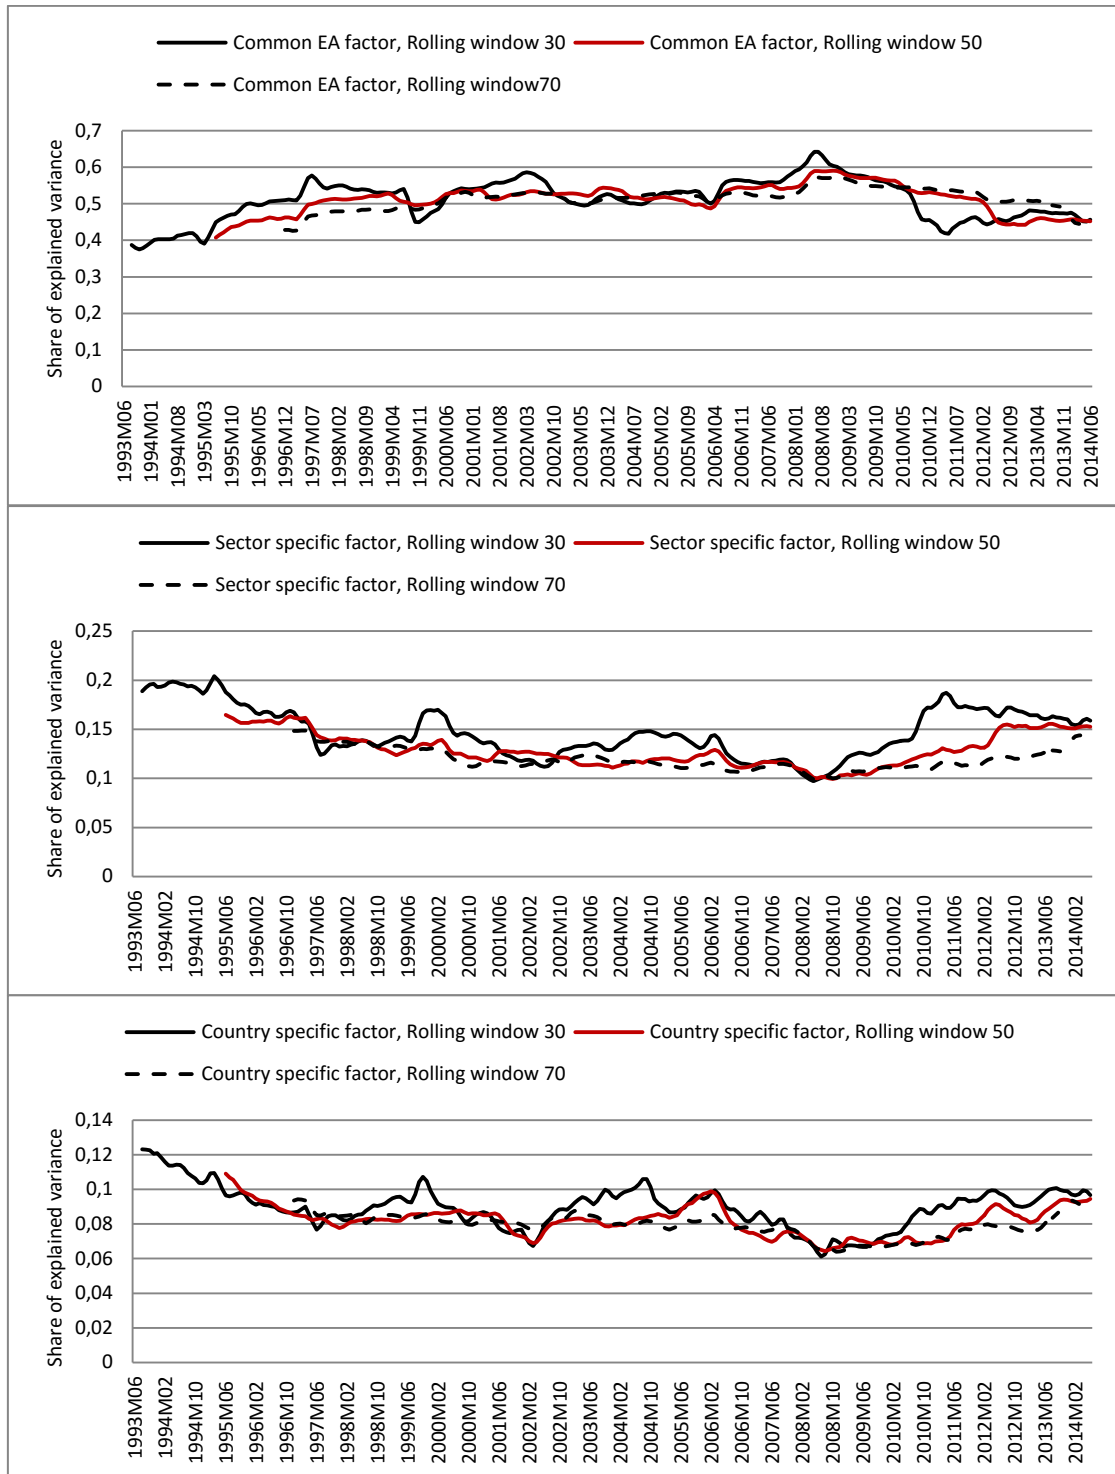 Common EA factor, Rolling window 30 Common EA factor, Rolling window 50
Common EA factor, Rolling window70
Share of explained variance
0,7
0,6
0,5
0,4
0,3
0,2
0,1
0
1993M06 1994M01 1994M08 1995M03 1995M10 1996M05 1996M12 1997M07 1998M02 1998M09 1999M04 1999M11 2000M06 2001M01 2001M08 2002M03 2002M10 2003M05 2003M12 2004M07 2005M02 2005M09 2006M04 2006M11 2007M06 2008M01 2008M08 2009M03 2009M10 2010M05 2010M12 2011M07 2012M02 2012M09 2013M04 2013M11 2014M06
Sector specific factor, Rolling window 30 Sector specific factor, Rolling window 50
Sector specific factor, Rolling window 70
Share of explained variance
0,25
0,2
0,15
0,1
0,05
0
1993M06 1994M02 1994M10 1995M06 1996M02 1996M10 1997M06 1998M02 1998M10 1999M06 2000M02 2000M10 2001M06 2002M02 2002M10 2003M06 2004M02 2004M10 2005M06 2006M02 2006M10 2007M06 2008M02 2008M10 2009M06 2010M02 2010M10 2011M06 2012M02 2012M10 2013M06 2014M02
Country specific factor, Rolling window 30 Country specific factor, Rolling window 50
Country specific factor, Rolling window 70
Share of explained variance
0,14
0,12
0,1
0,08
0,06
0,04
0,02
0
1993M06 1994M02 1994M10 1995M06 1996M02 1996M10 1997M06 1998M02 1998M10 1999M06 2000M02 2000M10 2001M06 2002M02 2002M10 2003M06 2004M02 2004M10 2005M06 2006M02 2006M10 2007M06 2008M02 2008M10 2009M06 2010M02 2010M10 2011M06 2012M02 2012M10 2013M06 2014M02